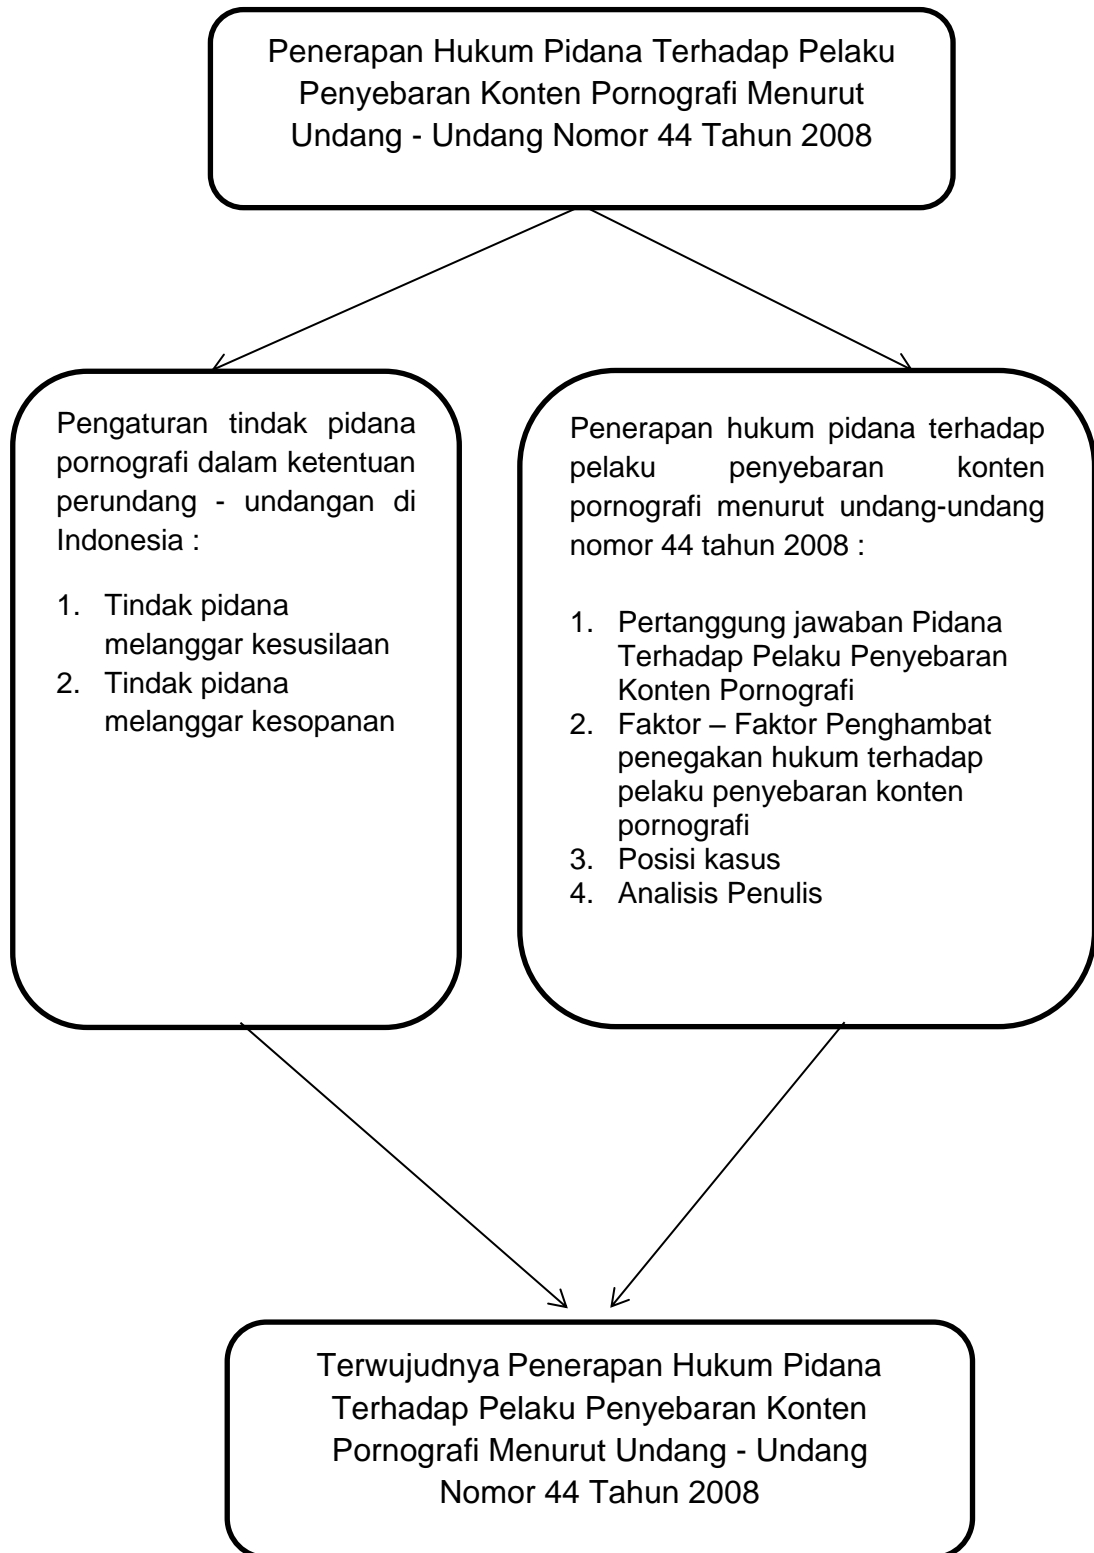 Penerapan Hukum Pidana Terhadap Pelaku
Penyebaran Konten Pornografi Menurut
Undang - Undang Nomor 44 Tahun 2008
Pengaturan tindak pidana
pornografi dalam ketentuan
perundang - undangan di
Indonesia :
1. Tindak pidana
melanggar kesusilaan
2. Tindak pidana
melanggar kesopanan
Penerapan hukum pidana terhadap
pelaku penyebaran konten
pornografi menurut undang-undang
nomor 44 tahun 2008 :
1. Pertanggung jawaban Pidana
Terhadap Pelaku Penyebaran
Konten Pornografi
2. Faktor – Faktor Penghambat
penegakan hukum terhadap
pelaku penyebaran konten
pornografi
3. Posisi kasus
4. Analisis Penulis
Terwujudnya Penerapan Hukum Pidana
Terhadap Pelaku Penyebaran Konten
Pornografi Menurut Undang - Undang
Nomor 44 Tahun 2008